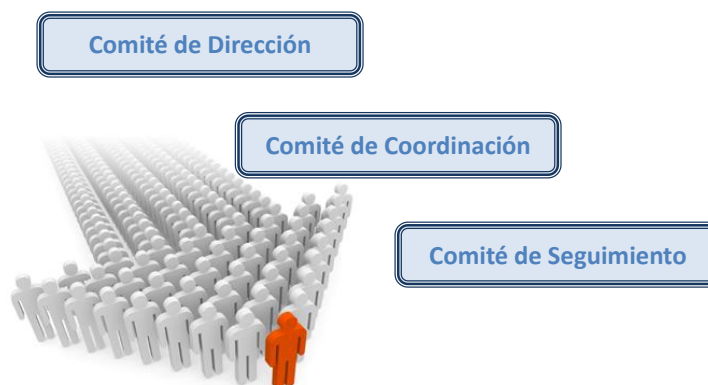 Comité de Dirección
Comité de Coordinación
Comité de Seguimiento